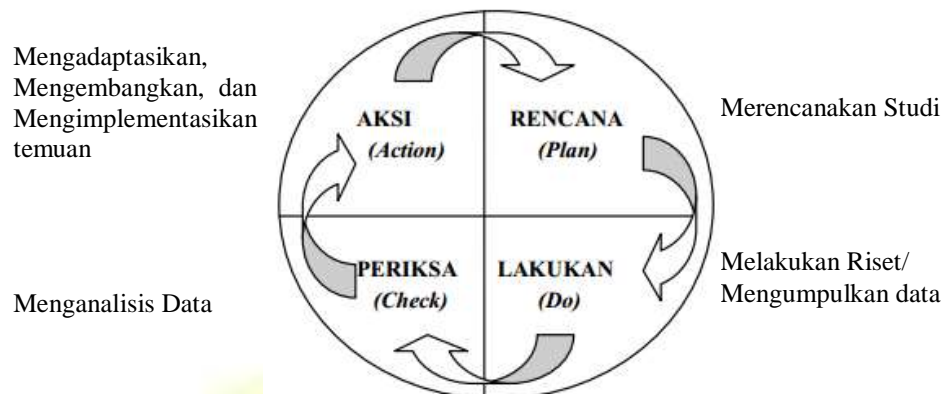 Mengadaptasikan,
Mengembangkan, dan
Mengimplementasikan
temuan
AKSI
(Action)
RENCANA
(Plan)
Merencanakan Studi
PERIKSA
(Check)
LAKUKAN
(Do)
Melakukan Riset/
Mengumpulkan data
Menganalisis Data